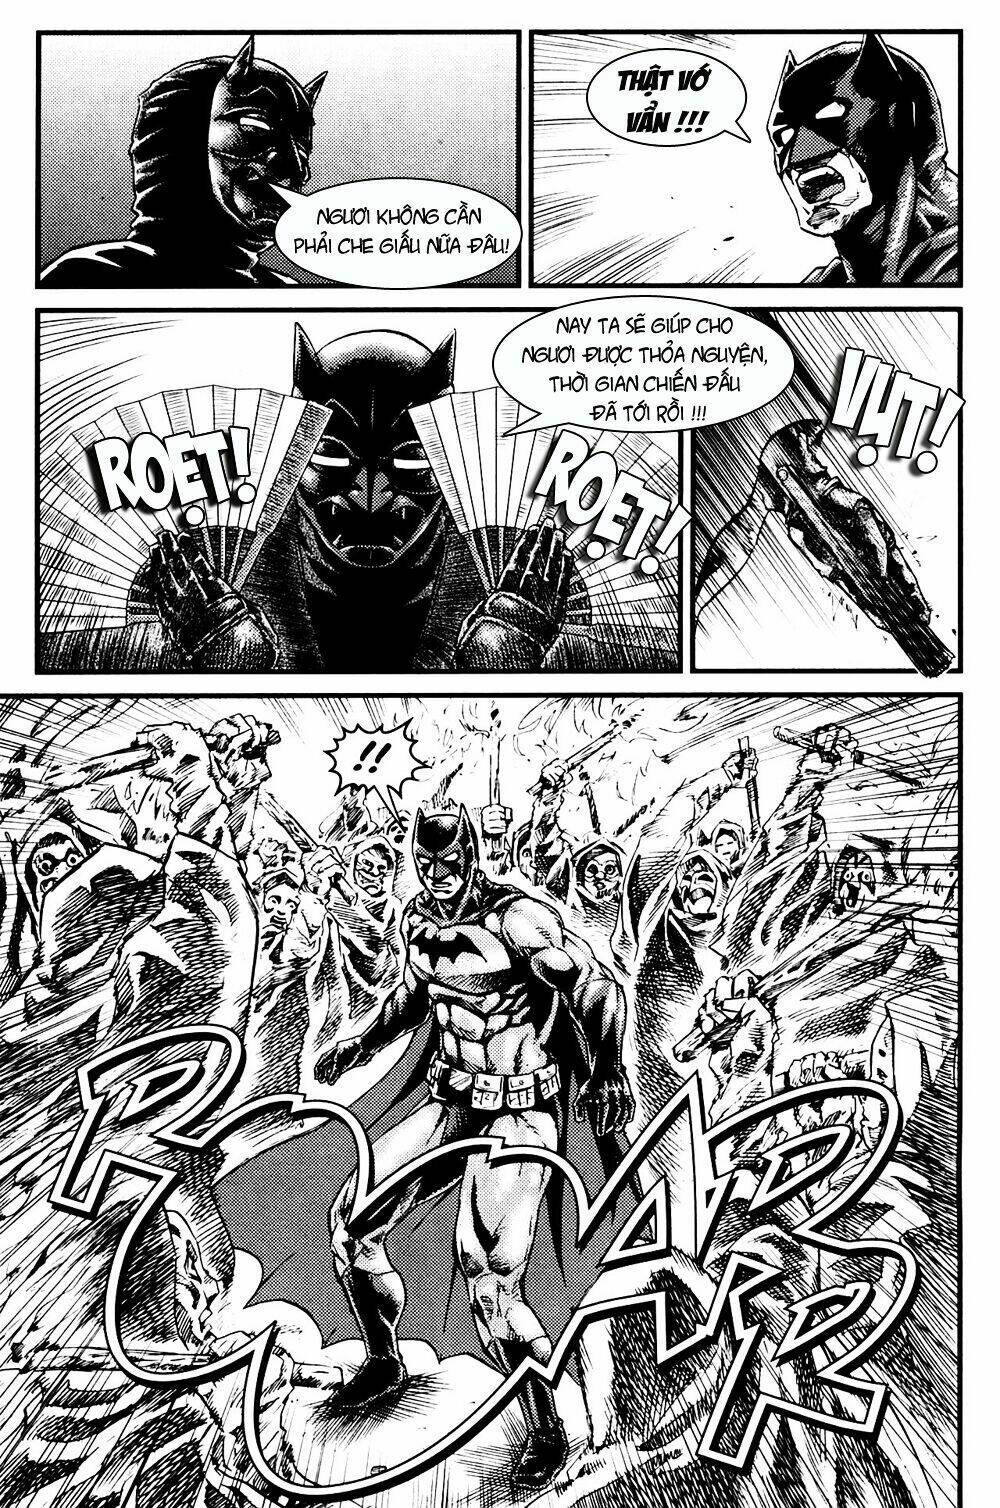 NGƯƠI KHÔNG CẦN
PHẢI CHE GIẤU NỮA ĐÂU!
THẬT VỚ
VẨN !!!
NAY TA SẼ GIÚP CHO
NGƯƠI ĐƯỢC THỎA NGUYỆN,
THỜI GIAN CHIẾN ĐẤU
ĐÃ TỚI RỒI !!!
ROẸT!
ROẸT!
VỤT!
!!
ROARRR